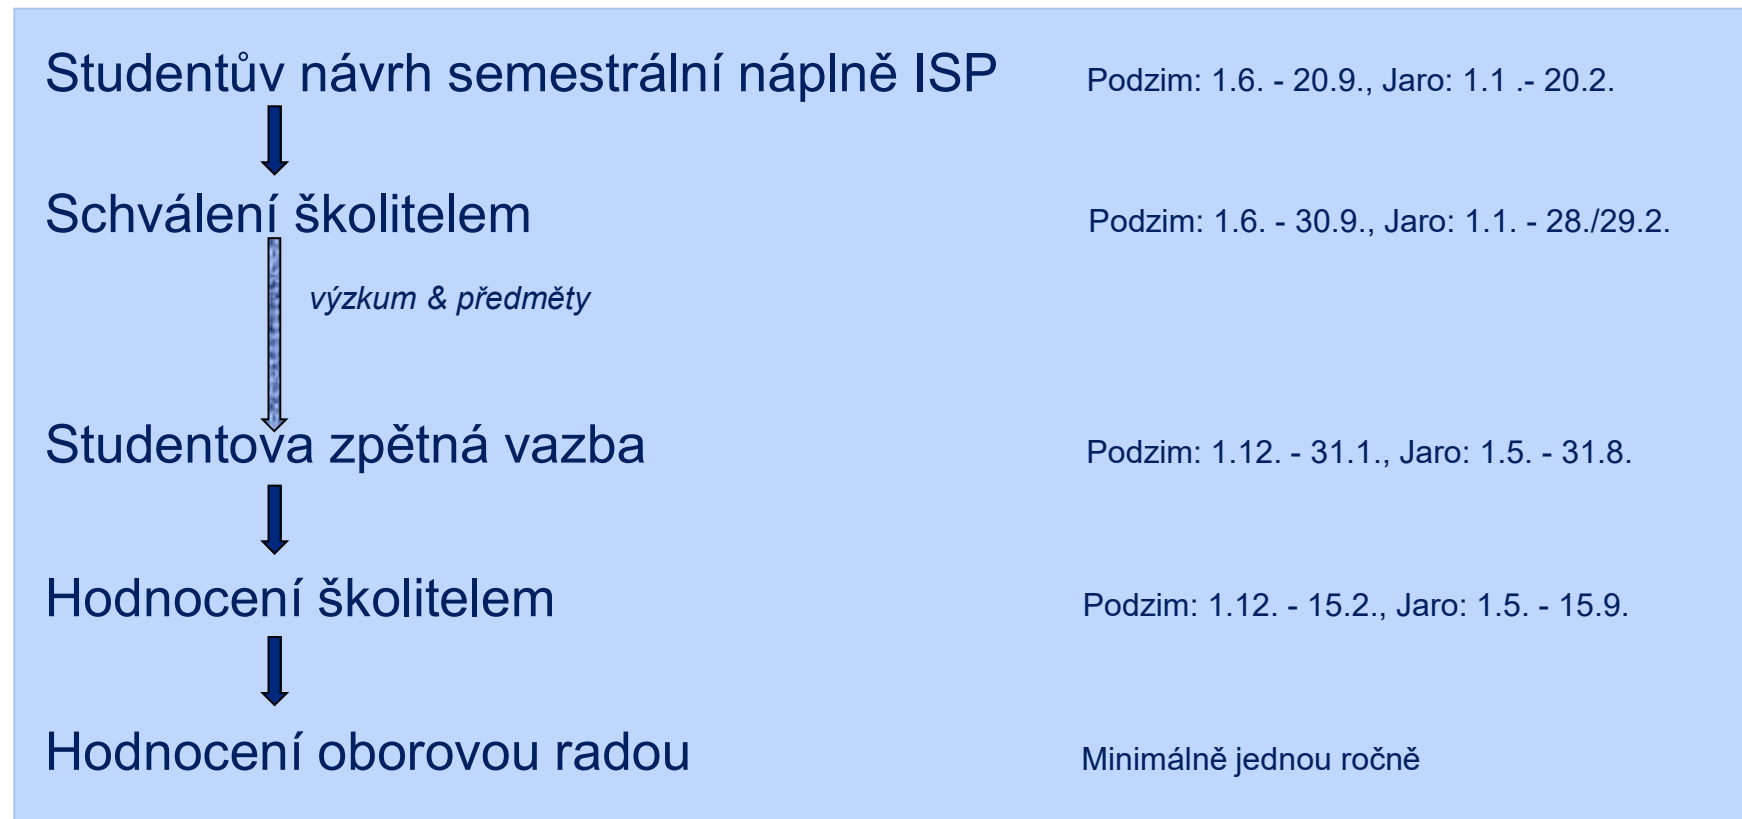 Studentův návrh semestrální náplně ISP Podzim: 1.6. - 20.9., Jaro: 1.1 .- 20.2.
Schválení školitelem Podzim: 1.6. - 30.9., Jaro: 1.1. - 28./29.2.
výzkum & předměty
Studentova zpětná vazba Podzim: 1.12. - 31.1., Jaro: 1.5. - 31.8.
Hodnocení školitelem Podzim: 1.12. - 15.2., Jaro: 1.5. - 15.9.
Hodnocení oborovou radou Minimálně jednou ročně